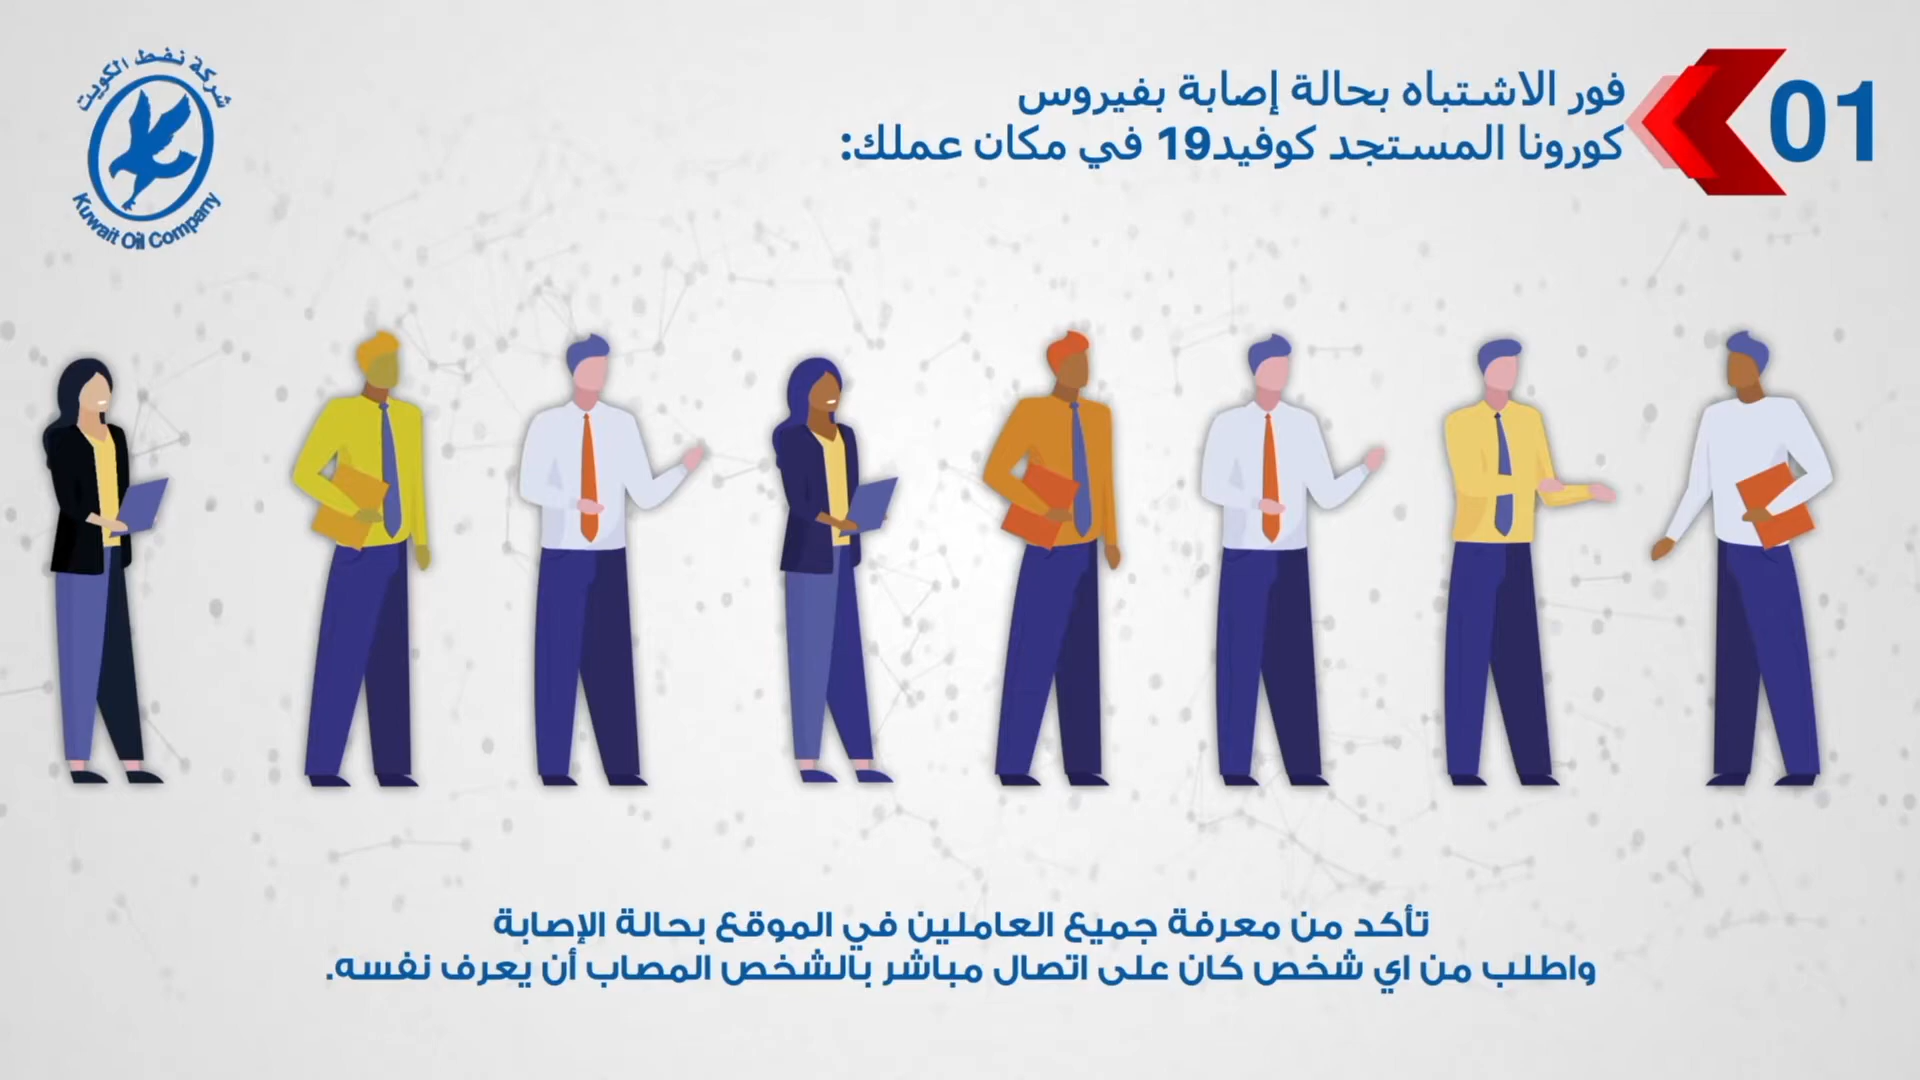 01
فور الاشتباه بحالة إصابة بفيروس
كورونا المستجد كوفيد19 في مكان عملك:
شركة نفط الكويت
Kuwait Oil Company
تأكد من معرفة جميع العاملين في الموقع بحالة الإصابة
واطلب من اي شخص كان على اتصال مباشر بالشخص المصاب أن يعرف نفسه.